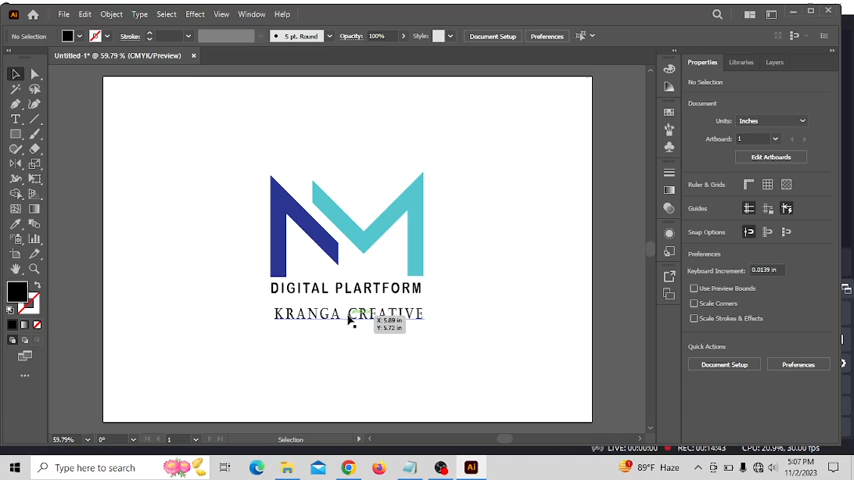 Ai File Edit Object Type Select Effect View Window Help
No Selection Stroke: 5 pt. Round Opacity: 100% Style: Document Setup Preferences
Untitled-1* @ 59.79 % (CMYK/Preview) ×
Properties Libraries Layers
No Selection
Document
Units: Inches
Artboard: 1
Edit Artboards
Ruler & Grids
Guides
Snap Options
Preferences
Keyboard Increment: 0.0139 in
Use Preview Bounds
Scale Corners
Scale Strokes & Effects
Quick Actions
Document Setup Preferences
DIGITAL PLARTFORM
KRANGA CREATIVE
X: 5.89 in
Y: 5.72 in
59.79% 0° 1 Selection
LIVE: 00:00:00 REC: 00:14:43 CPU: 20.9%, 30.00 fps
Type here to search Ai 89°F Haze 5:07 PM
11/2/2023